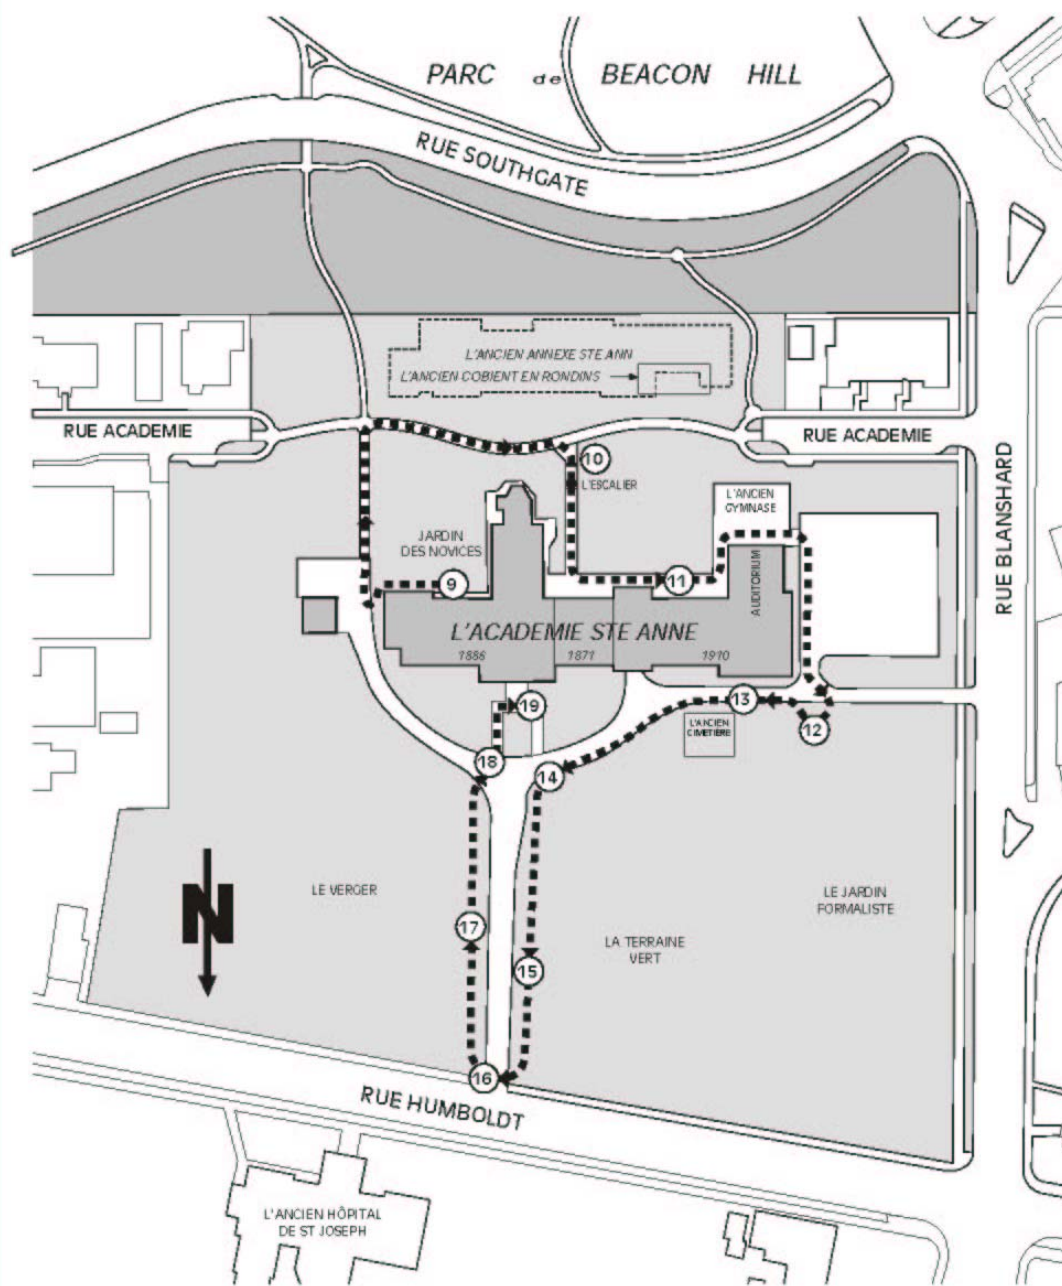 PARC de BEACON HILL
RUE SOUTHGATE
L'ANCIEN ANNEXE STE ANN
L'ANCIEN COBIENT EN RONDINS
RUE ACADEMIE
RUE ACADEMIE
10
L'ESCALIER
L'ANCIEN
GYMNASE
JARDIN
DES NOVICES
9
11
AUDITORIUM
RUE BLANSHARD
L'ACADEMIE STE ANNE
1886
1871
1910
19
13
L'ANCIEN
CIMETIÈRE
12
18
14
LE VERGER
N
17
LE JARDIN
FORMALISTE
LA TERRAINE
VERT
15
16
RUE HUMBOLDT
L'ANCIEN HÔPITAL
DE ST JOSEPH